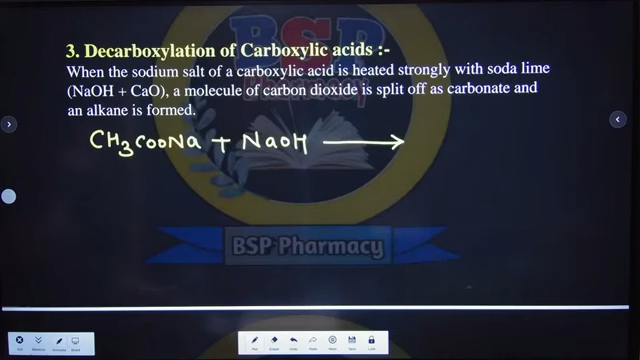 BSP
Pharmacy
3. Decarboxylation of Carboxylic acids :-
When the sodium salt of a carboxylic acid is heated strongly with soda lime
(NaOH + CaO), a molecule of carbon dioxide is split off as carbonate and
an alkane is formed.
CH₃COONa + NaOH ⟶
BSP Pharmacy